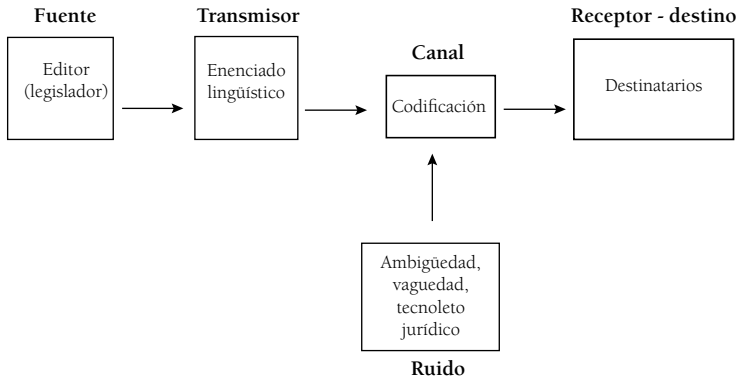 Fuente
Transmisor
Receptor - destino
Canal
Editor
(legislador)
Enenciado
lingüístico
Codificación
Destinatarios
Ambigüedad,
vaguedad,
tecnoleto
jurídico
Ruido